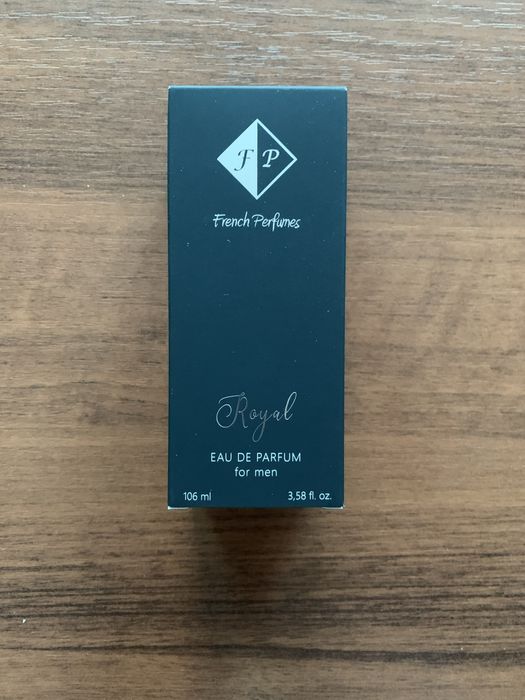 F P
French Perfumes
Royal
EAU DE PARFUM
for men
106 ml 3,58 fl. oz.